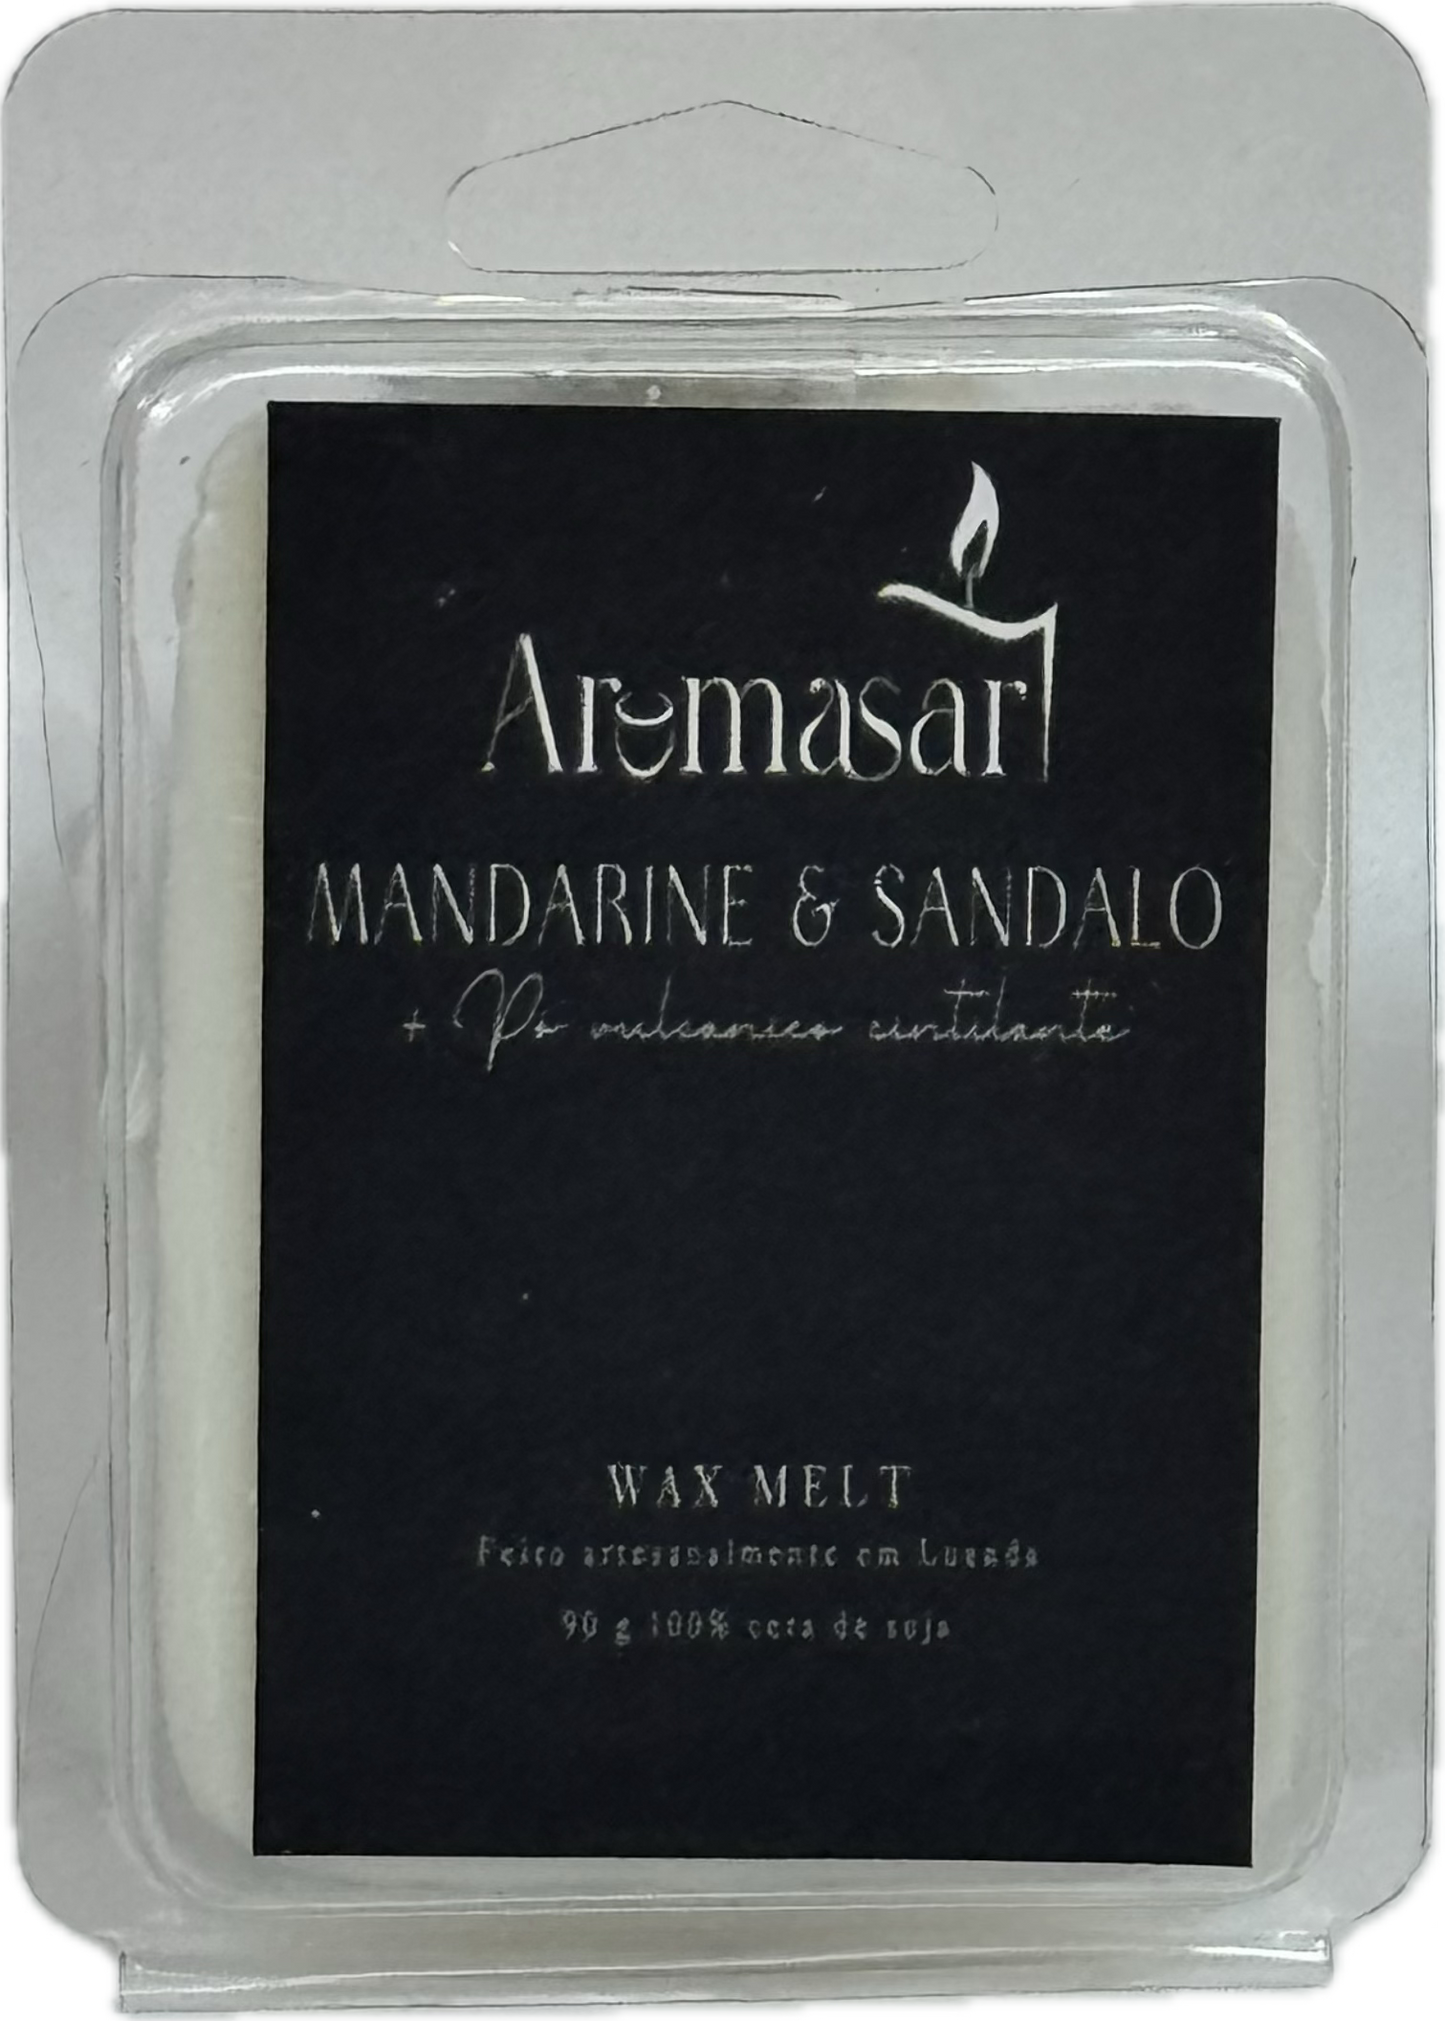 Aromasar
MANDARINE & SANDALO
+ Pó vulcanico cintilante
WAX MELT
Feito artesanalmente em Luanda
90 g 100% cera de soja